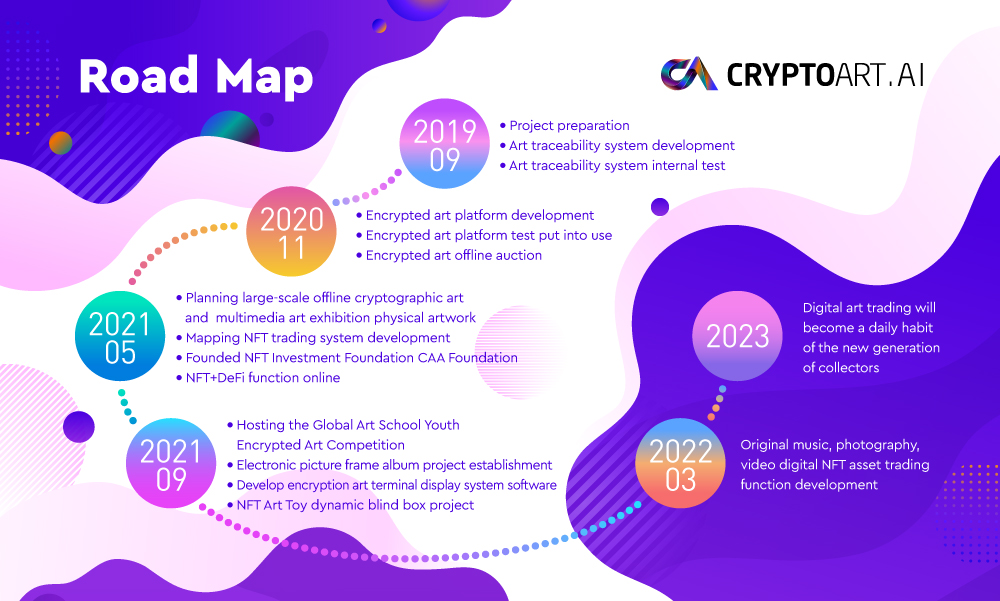 Road Map
CRYPTOART.AI
2019
09
• Project preparation
• Art traceability system development
• Art traceability system internal test
2020
11
• Encrypted art platform development
• Encrypted art platform test put into use
• Encrypted art offline auction
2021
05
• Planning large-scale offline cryptographic art
and multimedia art exhibition physical artwork
• Mapping NFT trading system development
• Founded NFT Investment Foundation CAA Foundation
• NFT+DeFi function online
2021
09
• Hosting the Global Art School Youth
Encrypted Art Competition
• Electronic picture frame album project establishment
• Develop encryption art terminal display system software
• NFT Art Toy dynamic blind box project
2022
03
Original music, photography,
video digital NFT asset trading
function development
2023
Digital art trading will
become a daily habit
of the new generation
of collectors